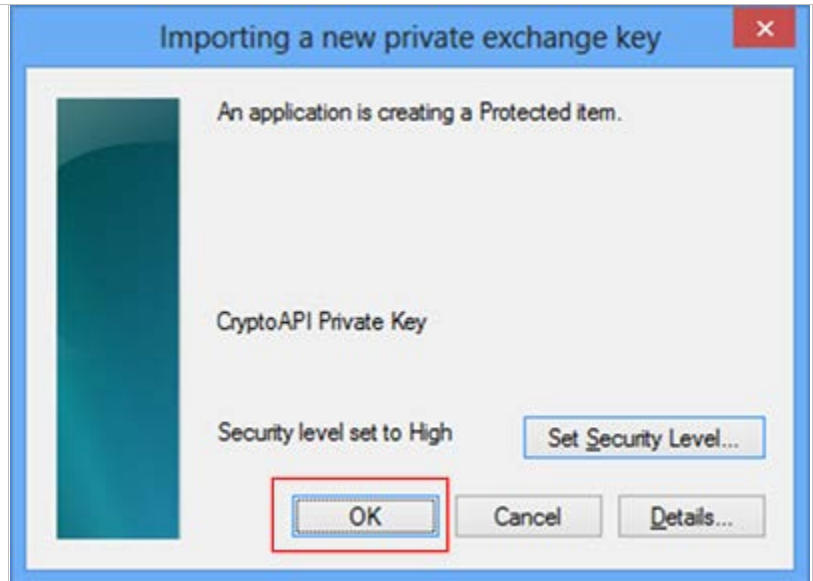 Importing a new private exchange key
An application is creating a Protected item.
CryptoAPI Private Key
Security level set to High
Set Security Level...
OK
Cancel
Details...